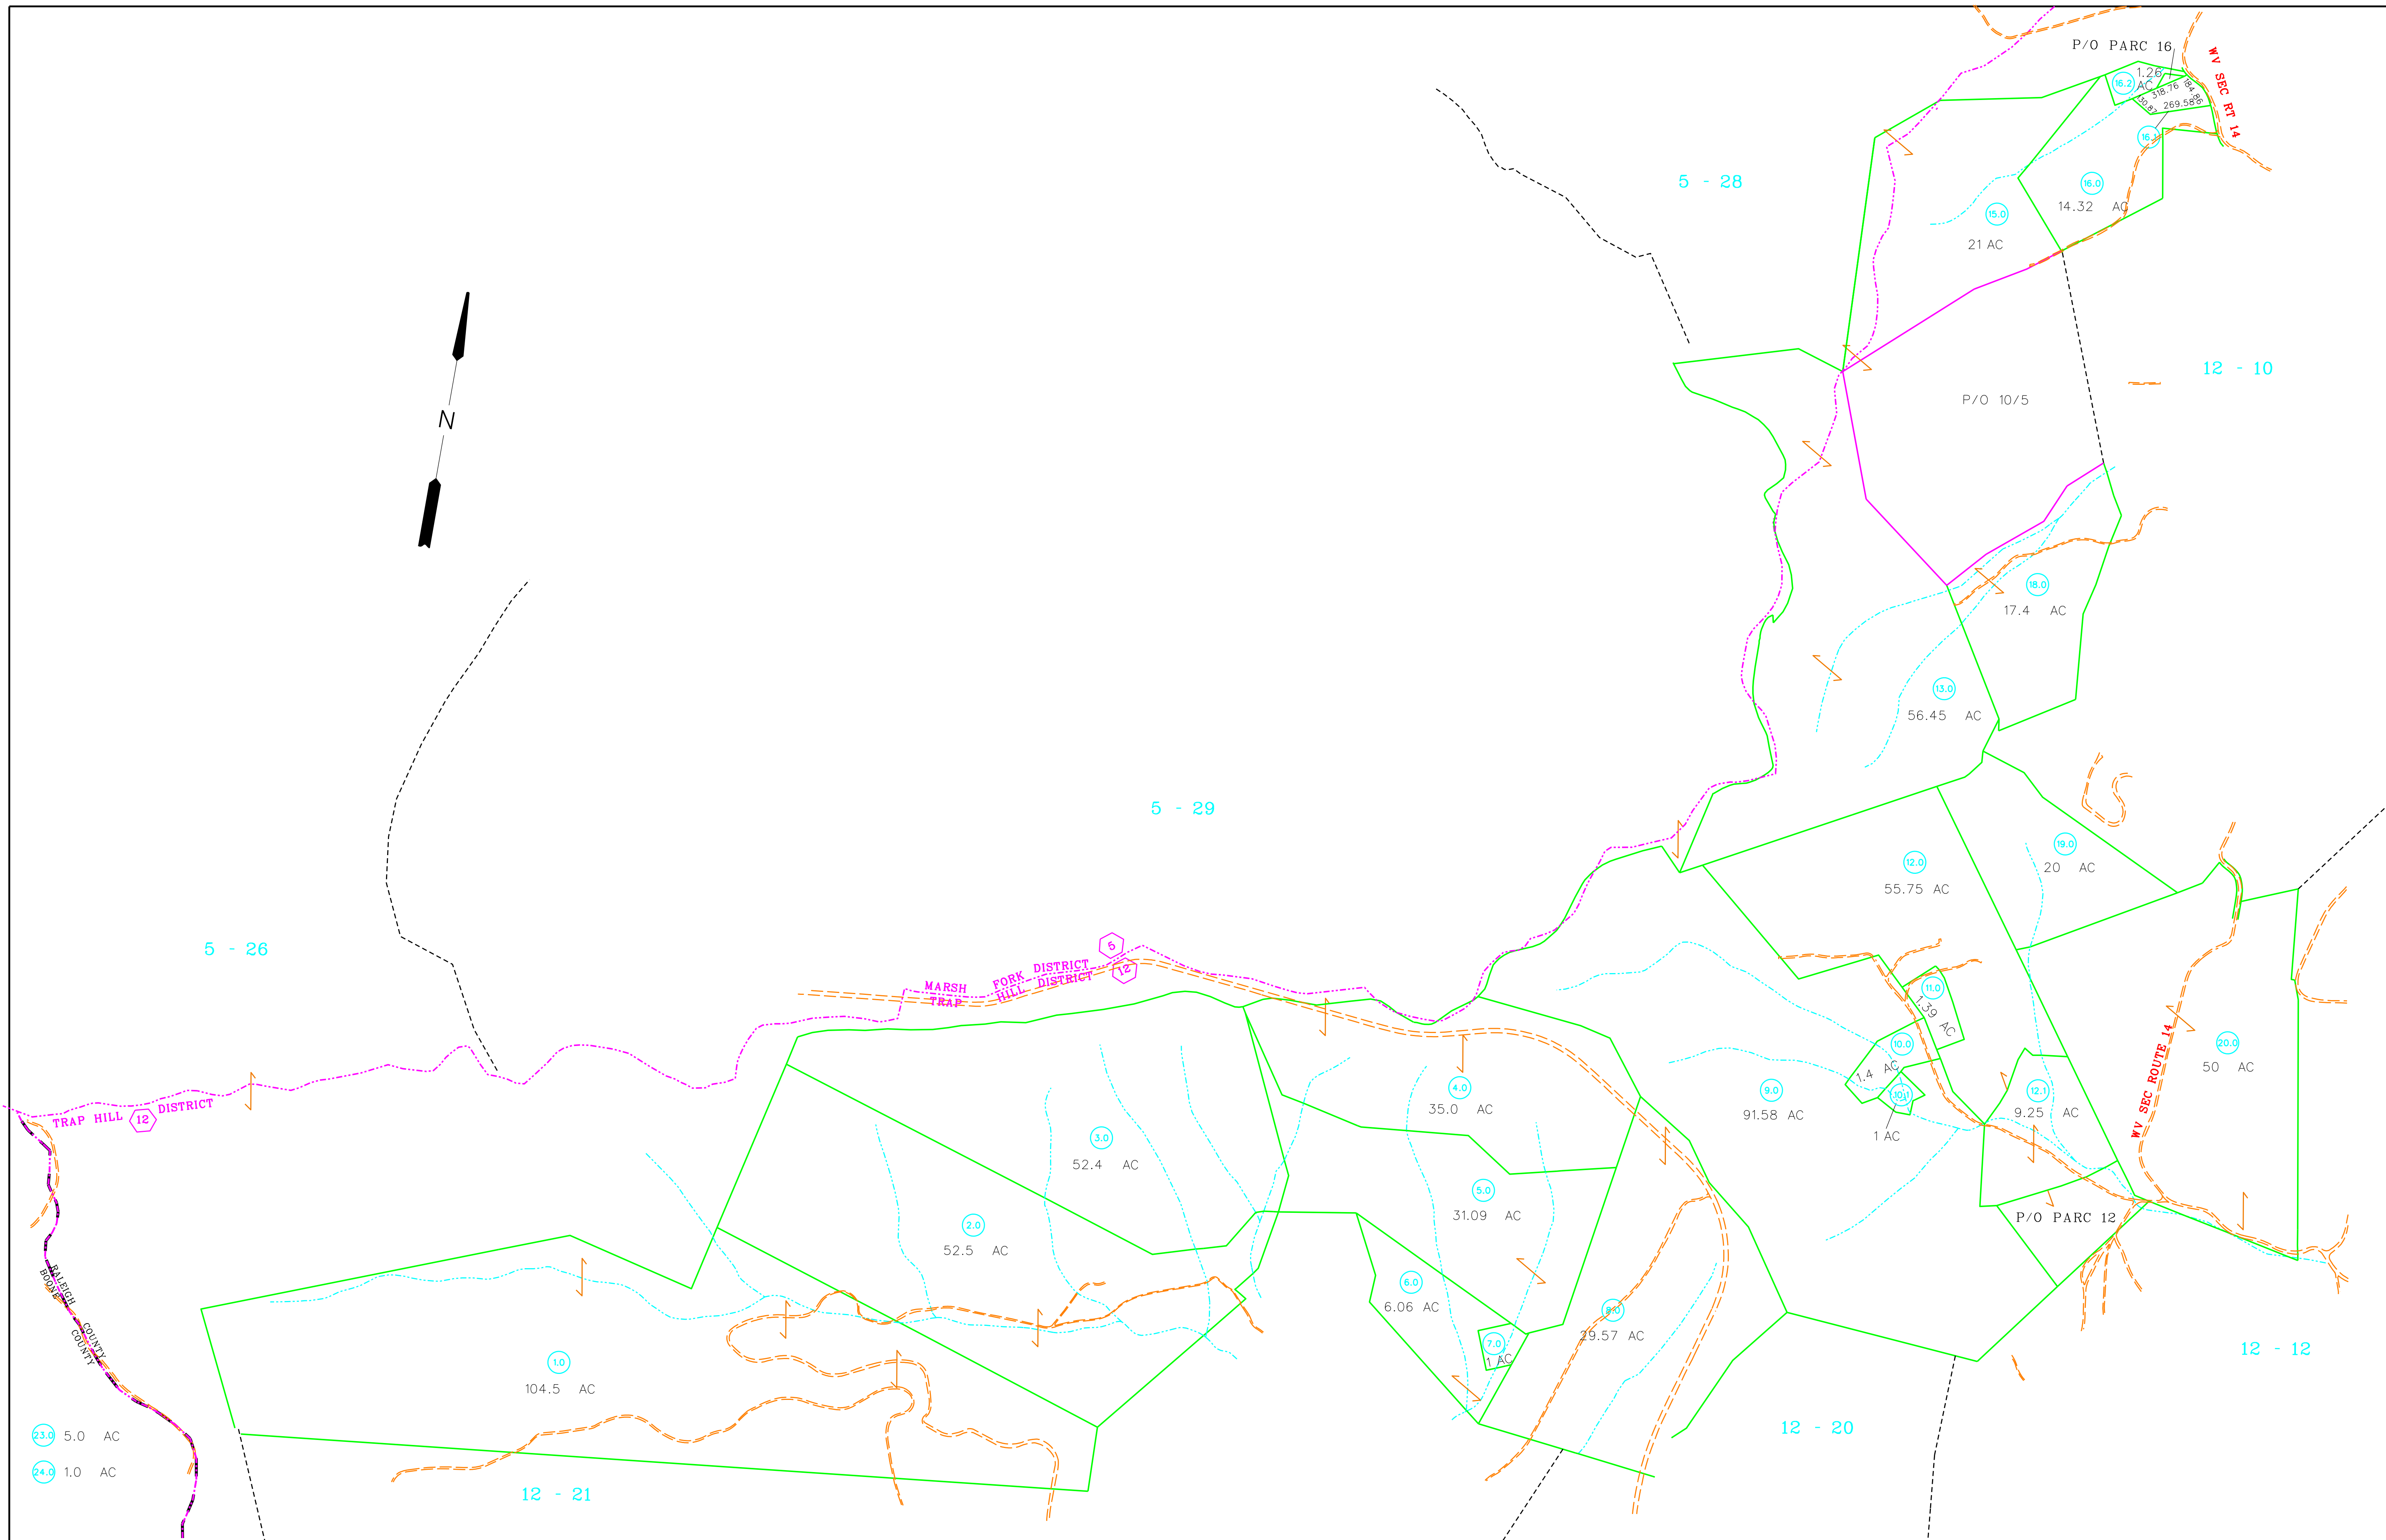 P/O PARC 16
WV SEC RT 14
1.26
AC
16.2
318.76
184.86
130.87
269.58
16.1
5 - 28
16.0
14.32 AC
15.0
21 AC
N
12 - 10
P/O 10/5
18.0
17.4 AC
13.0
56.45 AC
5 - 29
12.0
55.75 AC
19.0
20 AC
5 - 26
MARSH FORK DISTRICT 5
TRAP HILL DISTRICT 12
11.0
1.39 AC
10.0
1.4 AC
10.1
1 AC
20.0
50 AC
WV SEC ROUTE 14
4.0
35.0 AC
9.0
91.58 AC
12.1
9.25 AC
TRAP HILL 12 DISTRICT
3.0
52.4 AC
5.0
31.09 AC
P/O PARC 12
2.0
52.5 AC
RALEIGH COUNTY
BOONE COUNTY
6.0
6.06 AC
8.0
29.57 AC
7.0
1 AC
12 - 12
1.0
104.5 AC
12 - 20
23.0 5.0 AC
24.0 1.0 AC
12 - 21